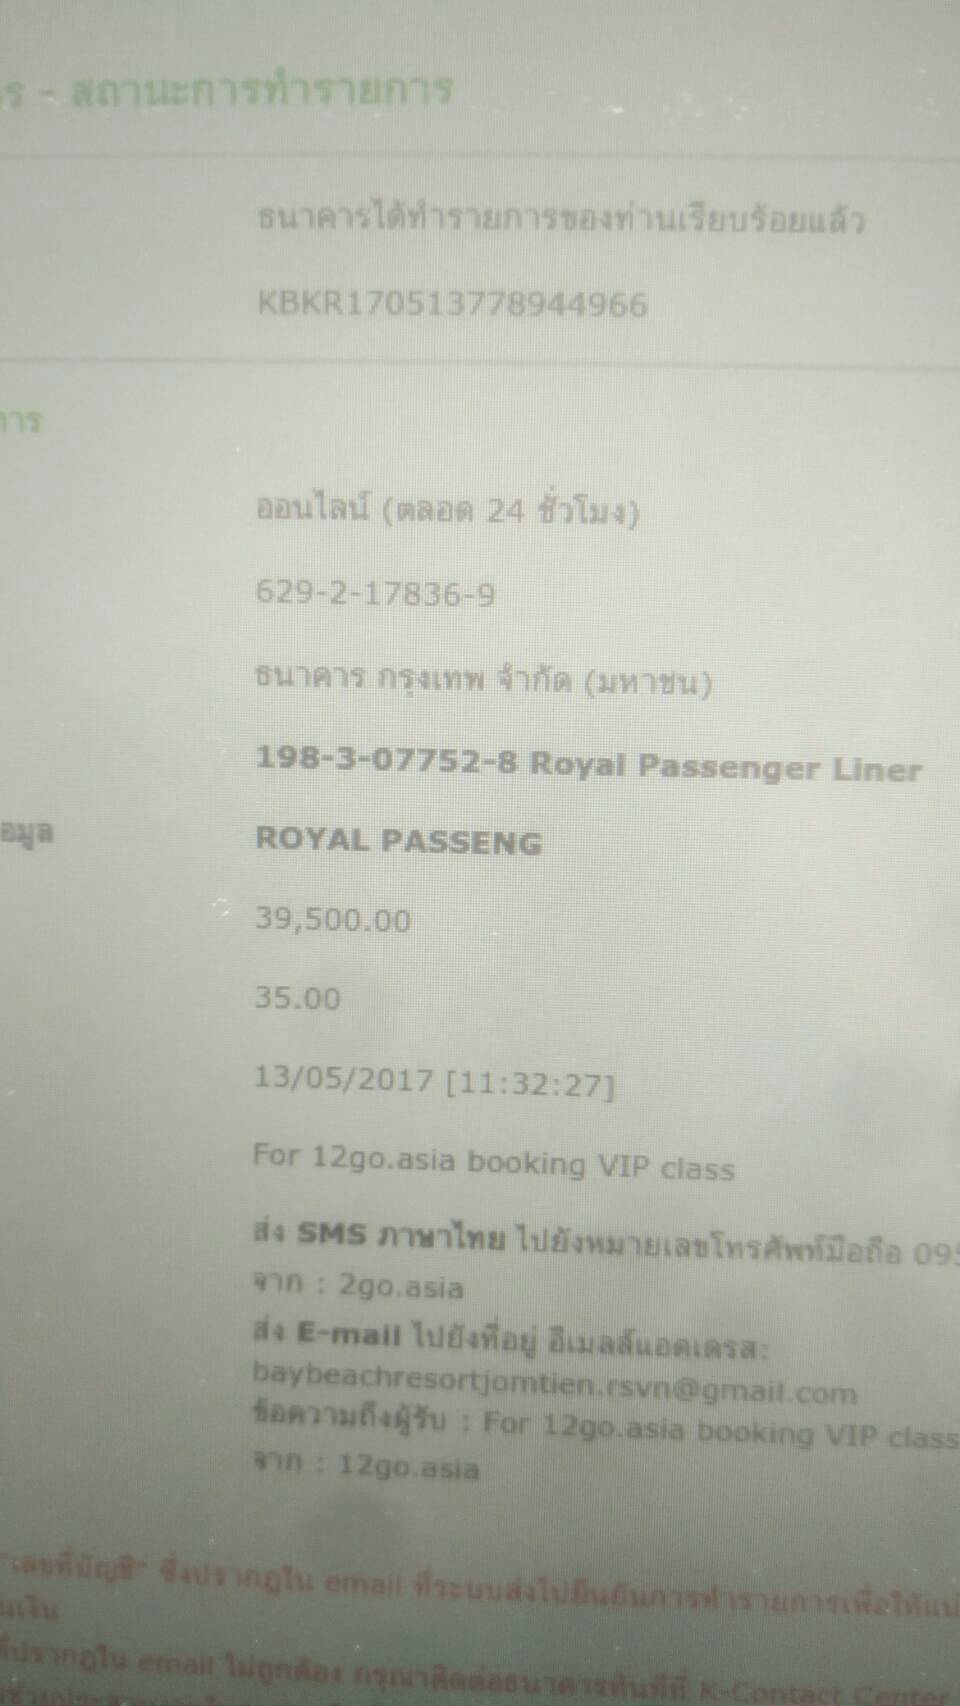 ร - สถานะการทำรายการ
ธนาคารได้ทำรายการของท่านเรียบร้อยแล้ว
KBKR170513778944966
การ
ออนไลน์ (ตลอด 24 ชั่วโมง)
629-2-17836-9
ธนาคาร กรุงเทพ จำกัด (มหาชน)
198-3-07752-8 Royal Passenger Liner
อมูล ROYAL PASSENG
39,500.00
35.00
13/05/2017 [11:32:27]
For 12go.asia booking VIP class
ส่ง SMS ภาษาไทย ไปยังหมายเลขโทรศัพท์มือถือ 095
จาก : 2go.asia
ส่ง E-mail ไปยังที่อยู่ อีเมลล์แอดเดรส:
baybeachresortjomtien.rsvn@gmail.com
ข้อความถึงผู้รับ : For 12go.asia booking VIP class
จาก : 12go.asia
"เลขที่บัญชี" ซึ่งปรากฏใน email ที่ระบบส่งไปยืนยันการทำรายการเพื่อให้แน่
นเงิน
ที่ปรากฏใน email ไม่ถูกต้อง กรุณาติดต่อธนาคารทันทีที่ K-Contact Center